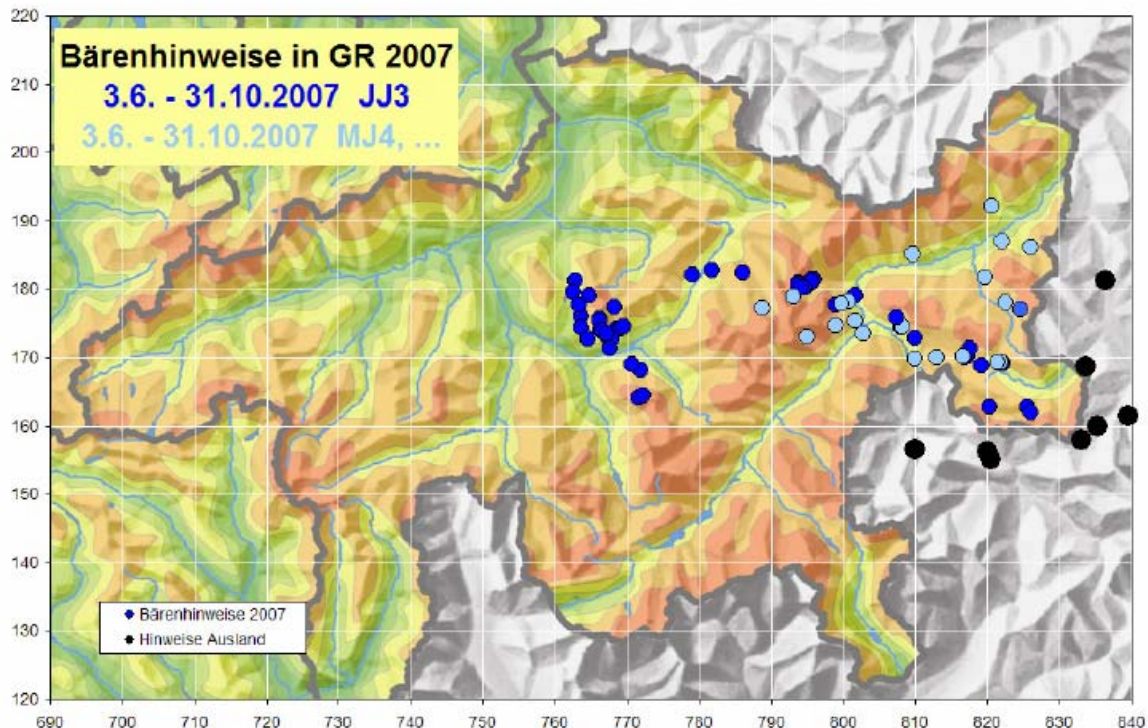 220
210
200
190
180
170
160
150
140
130
120
Bärenhinweise in GR 2007
3.6. - 31.10.2007 JJ3
3.6. - 31.10.2007 MJ4, ...
Bärenhinweise 2007
Hinweise Ausland
690 700 710 720 730 740 750 760 770 780 790 800 810 820 830 840